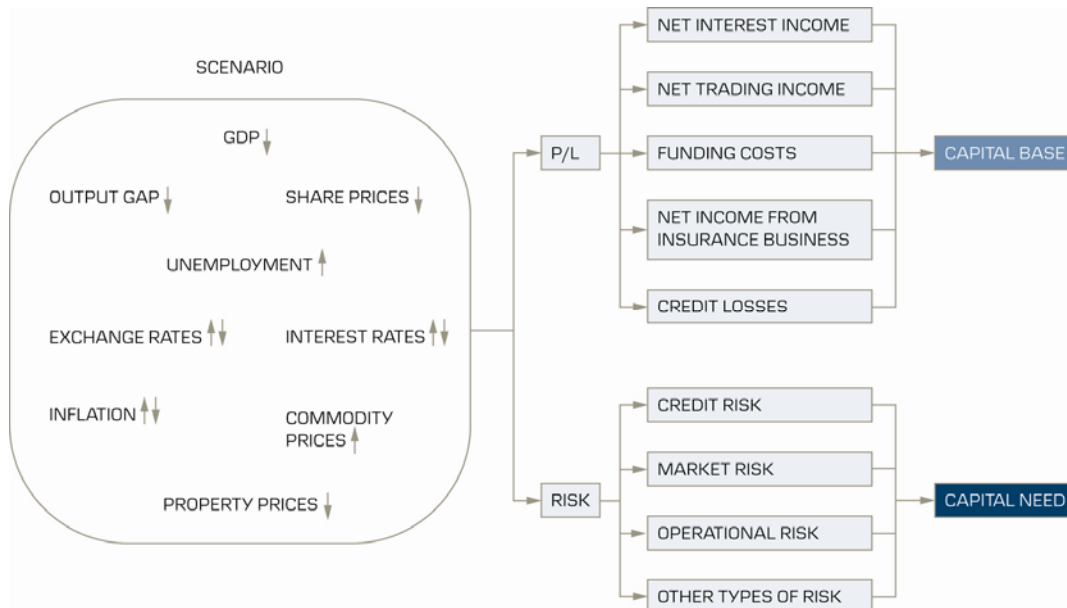 SCENARIO
GDP
OUTPUT GAP
SHARE PRICES
UNEMPLOYMENT
EXCHANGE RATES
INTEREST RATES
INFLATION
COMMODITY
PRICES
PROPERTY PRICES
P/L
NET INTEREST INCOME
NET TRADING INCOME
FUNDING COSTS
NET INCOME FROM
INSURANCE BUSINESS
CREDIT LOSSES
CAPITAL BASE
RISK
CREDIT RISK
MARKET RISK
OPERATIONAL RISK
OTHER TYPES OF RISK
CAPITAL NEED